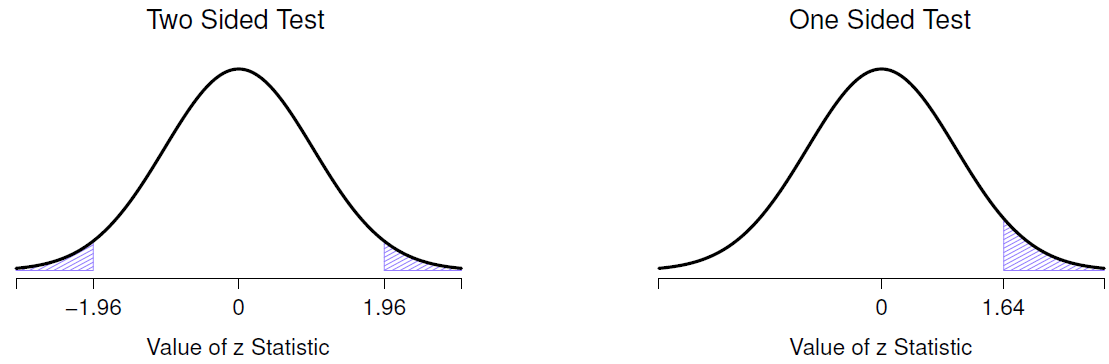 Two Sided Test
−1.96 0 1.96
Value of z Statistic
One Sided Test
0 1.64
Value of z Statistic